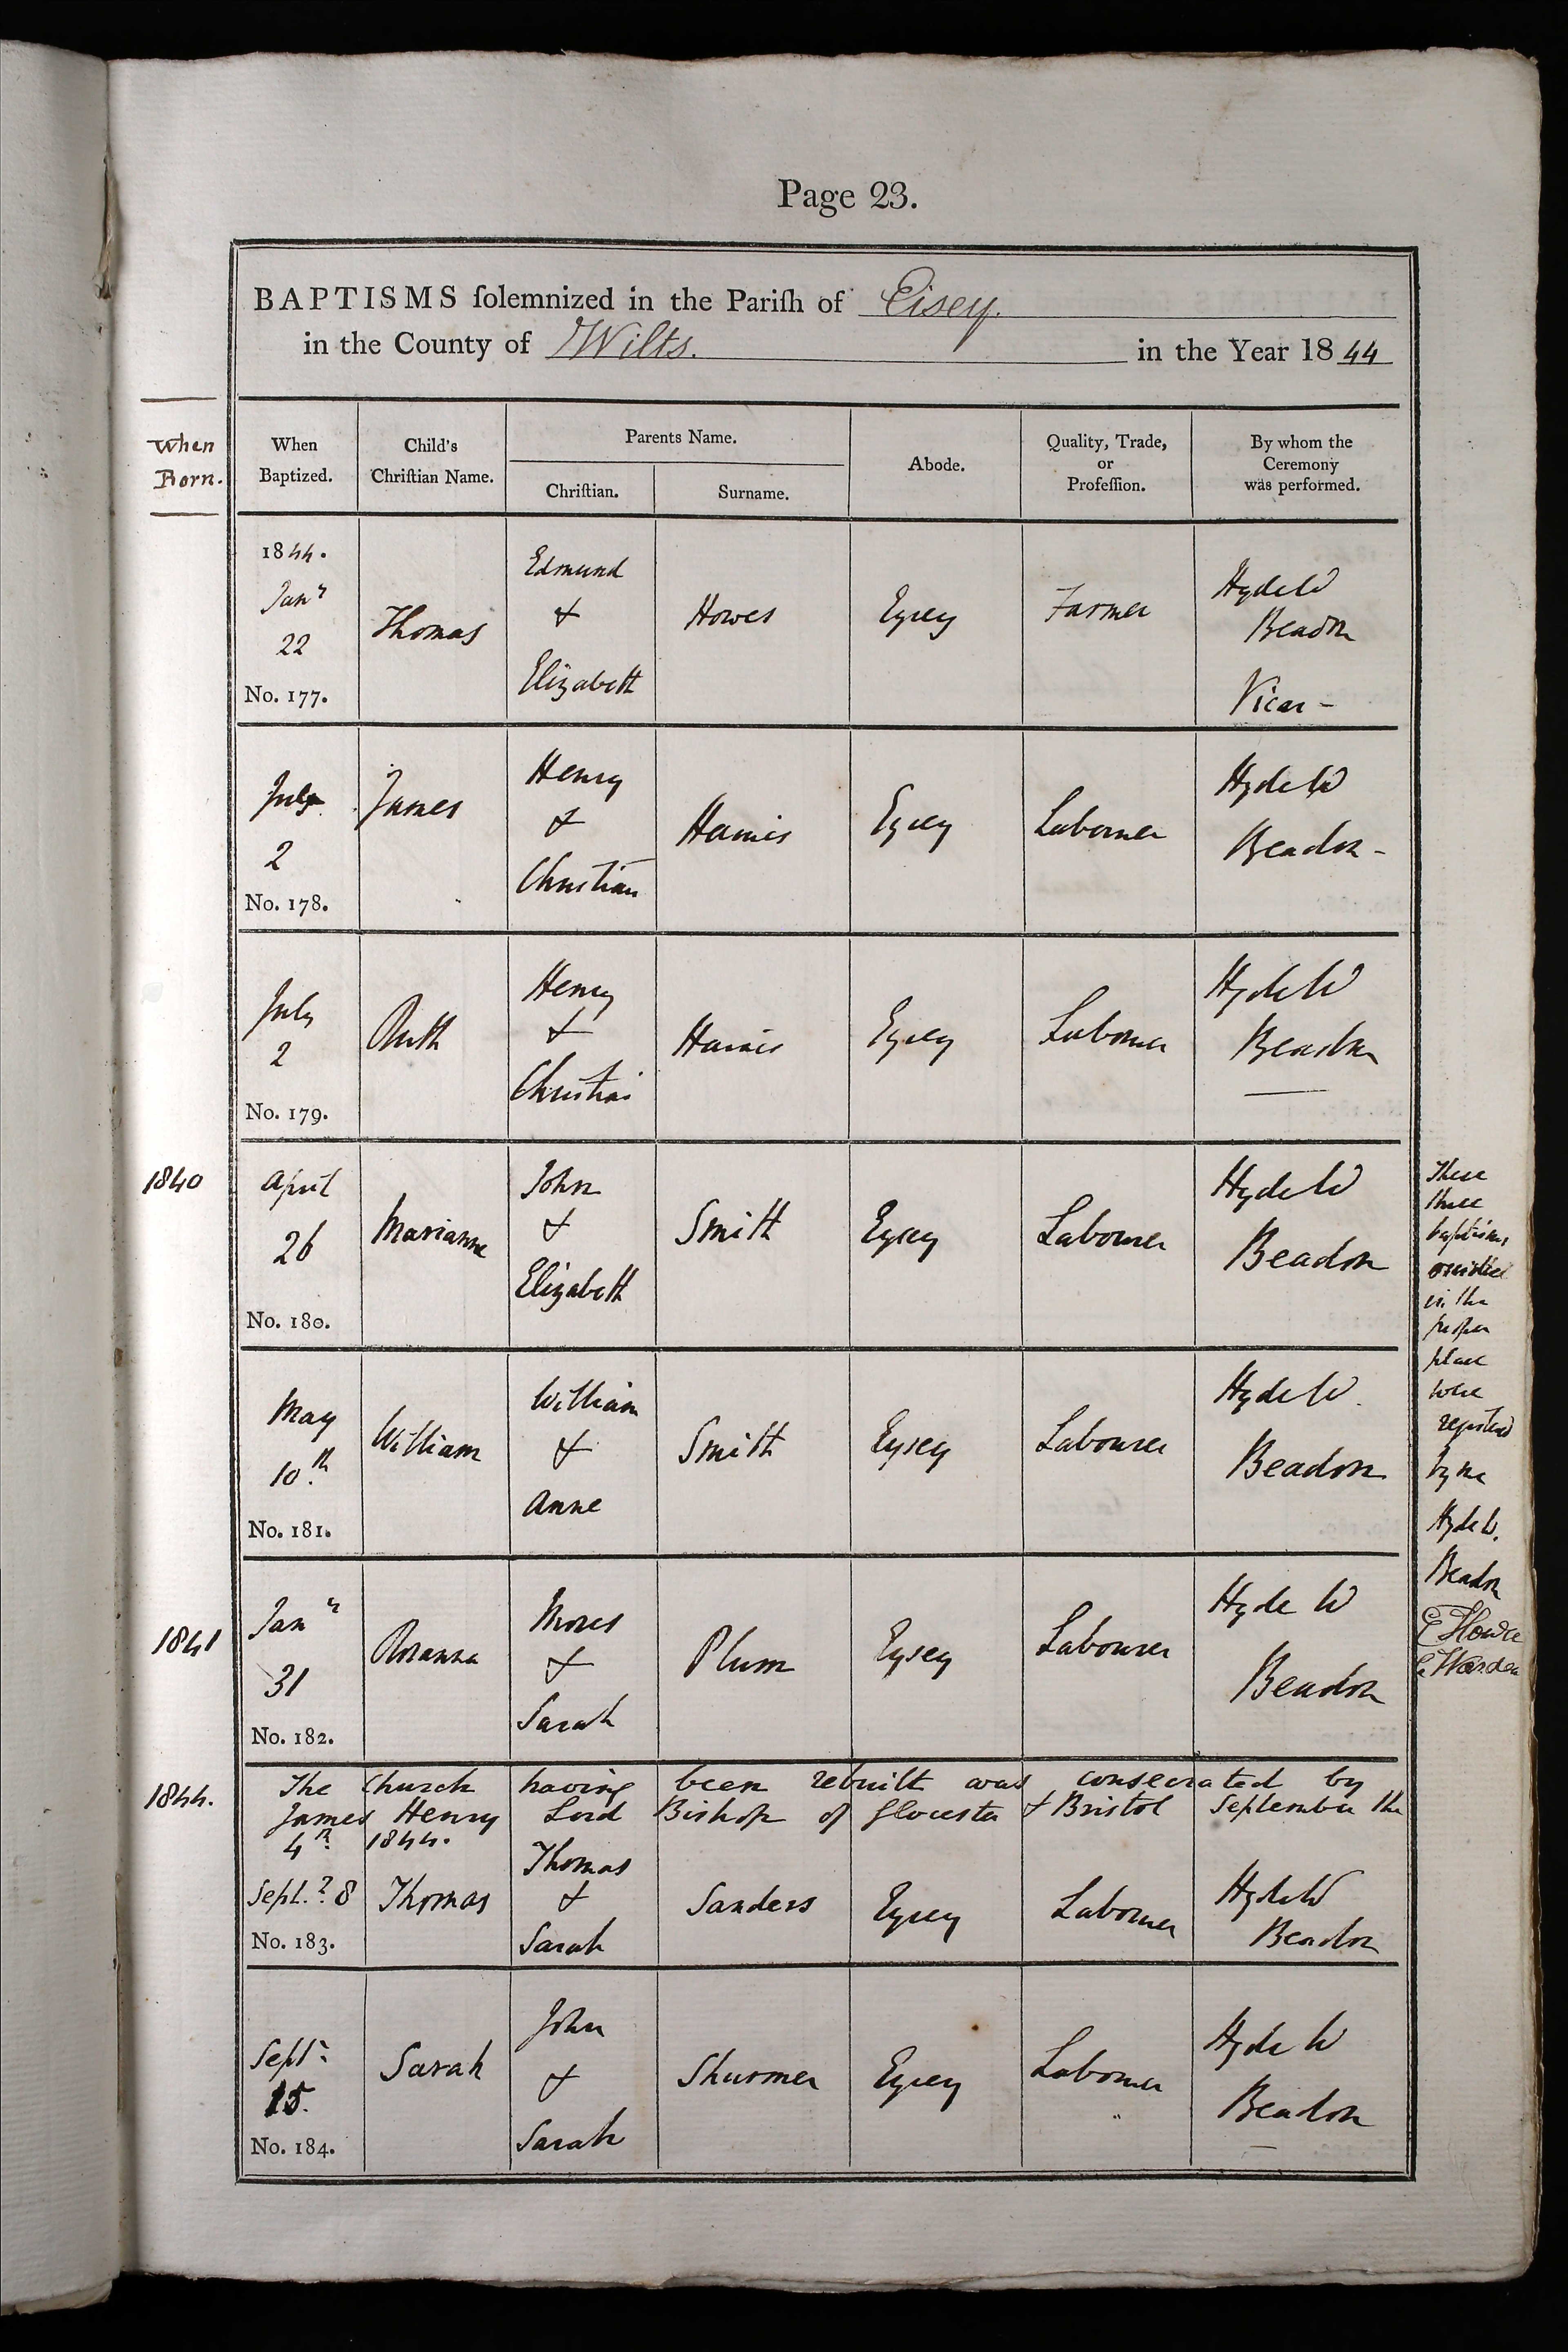 Page 23.
BAPTISMS ſolemnized in the Pariſh of Eisey.
in the County of Wilts. in the Year 1844
When Born.
When Baptized.
Child's Chriſtian Name.
Parents Name.
Chriſtian.
Surname.
Abode.
Quality, Trade, or Profeſſion.
By whom the Ceremony was performed.
1844.
Janʸ
22
No. 177.
Thomas
Edmund
&
Elizabeth
Howes
Eysey
Farmer
Hyde W
Beadon
Vicar -
July
2
No. 178.
James
Henry
&
Christian
Harris
Eysey
Labourer
Hyde W
Beadon -
July
2
No. 179.
Ruth
Henry
&
Christian
Harris
Eysey
Labourer
Hyde W
Beadon
1840
April
26
No. 180.
Marianne
John
&
Elizabeth
Smith
Eysey
Labourer
Hyde W
Beadon
May
10th
No. 181.
William
William
&
Anne
Smith
Eysey
Labourer
Hyde W.
Beadon
1841
Janʸ
31
No. 182.
Rosanna
Moses
&
Sarah
Plum
Eysey
Labourer
Hyde W
Beadon
These
three
baptisms
omitted
in the
proper
place
were
registered
by me
Hyde W.
Beadon
E Howes
C. Warden
1844.
The Church having been rebuilt was consecrated by
James Henry Lord Bishop of Glocester & Bristol September the
4th 1844.
Septr 8
No. 183.
Thomas
Thomas
&
Sarah
Sanders
Eysey
Labourer
Hyde W
Beadon
Septr
15.
No. 184.
Sarah
John
&
Sarah
Shurmer
Eysey
Labourer
Hyde W
Beadon